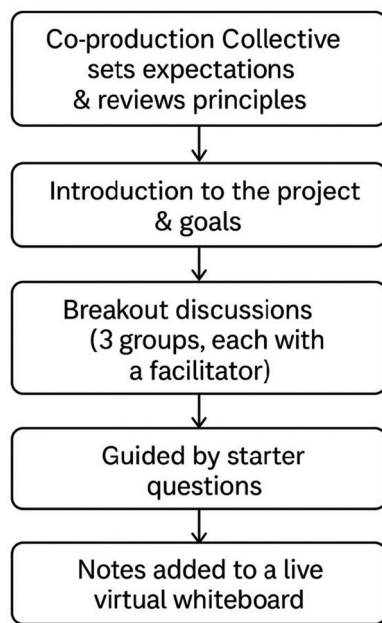 Co-production Collective
sets expectations
& reviews principles
Introduction to the project
& goals
Breakout discussions
(3 groups, each with
a facilitator)
Guided by starter
questions
Notes added to a live
virtual whiteboard